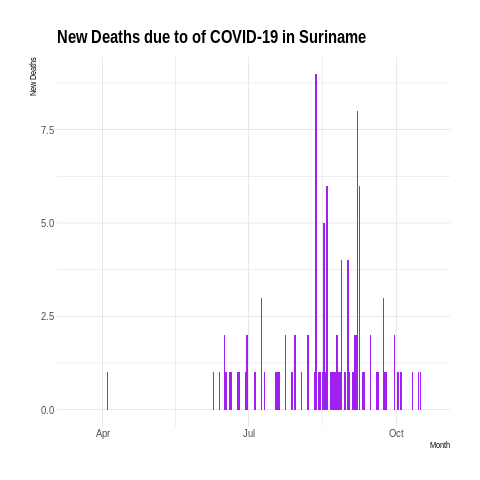 New Deaths due to of COVID-19 in Suriname
New Deaths
7.5
5.0
2.5
0.0
Apr Jul Oct
Month